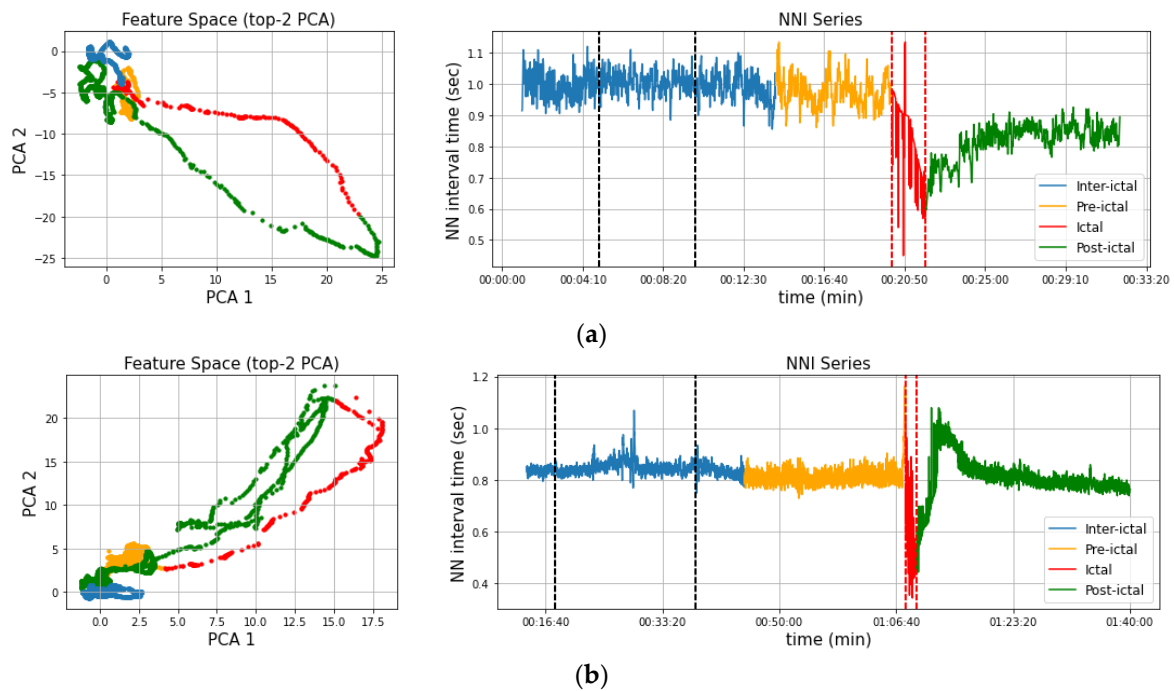 Feature Space (top-2 PCA)
0
−5
−10
−15
−20
−25
PCA 2
0
5
10
15
20
25
PCA 1
NNI Series
1.1
1.0
0.9
0.8
0.7
0.6
0.5
NN interval time (sec)
Inter-ictal
Pre-ictal
Ictal
Post-ictal
00:00:00
00:04:10
00:08:20
00:12:30
00:16:40
00:20:50
00:25:00
00:29:10
00:33:20
time (min)
(a)
Feature Space (top-2 PCA)
20
15
10
5
0
PCA 2
0.0
2.5
5.0
7.5
10.0
12.5
15.0
17.5
PCA 1
NNI Series
1.2
1.0
0.8
0.6
0.4
NN interval time (sec)
Inter-ictal
Pre-ictal
Ictal
Post-ictal
00:16:40
00:33:20
00:50:00
01:06:40
01:23:20
01:40:00
time (min)
(b)